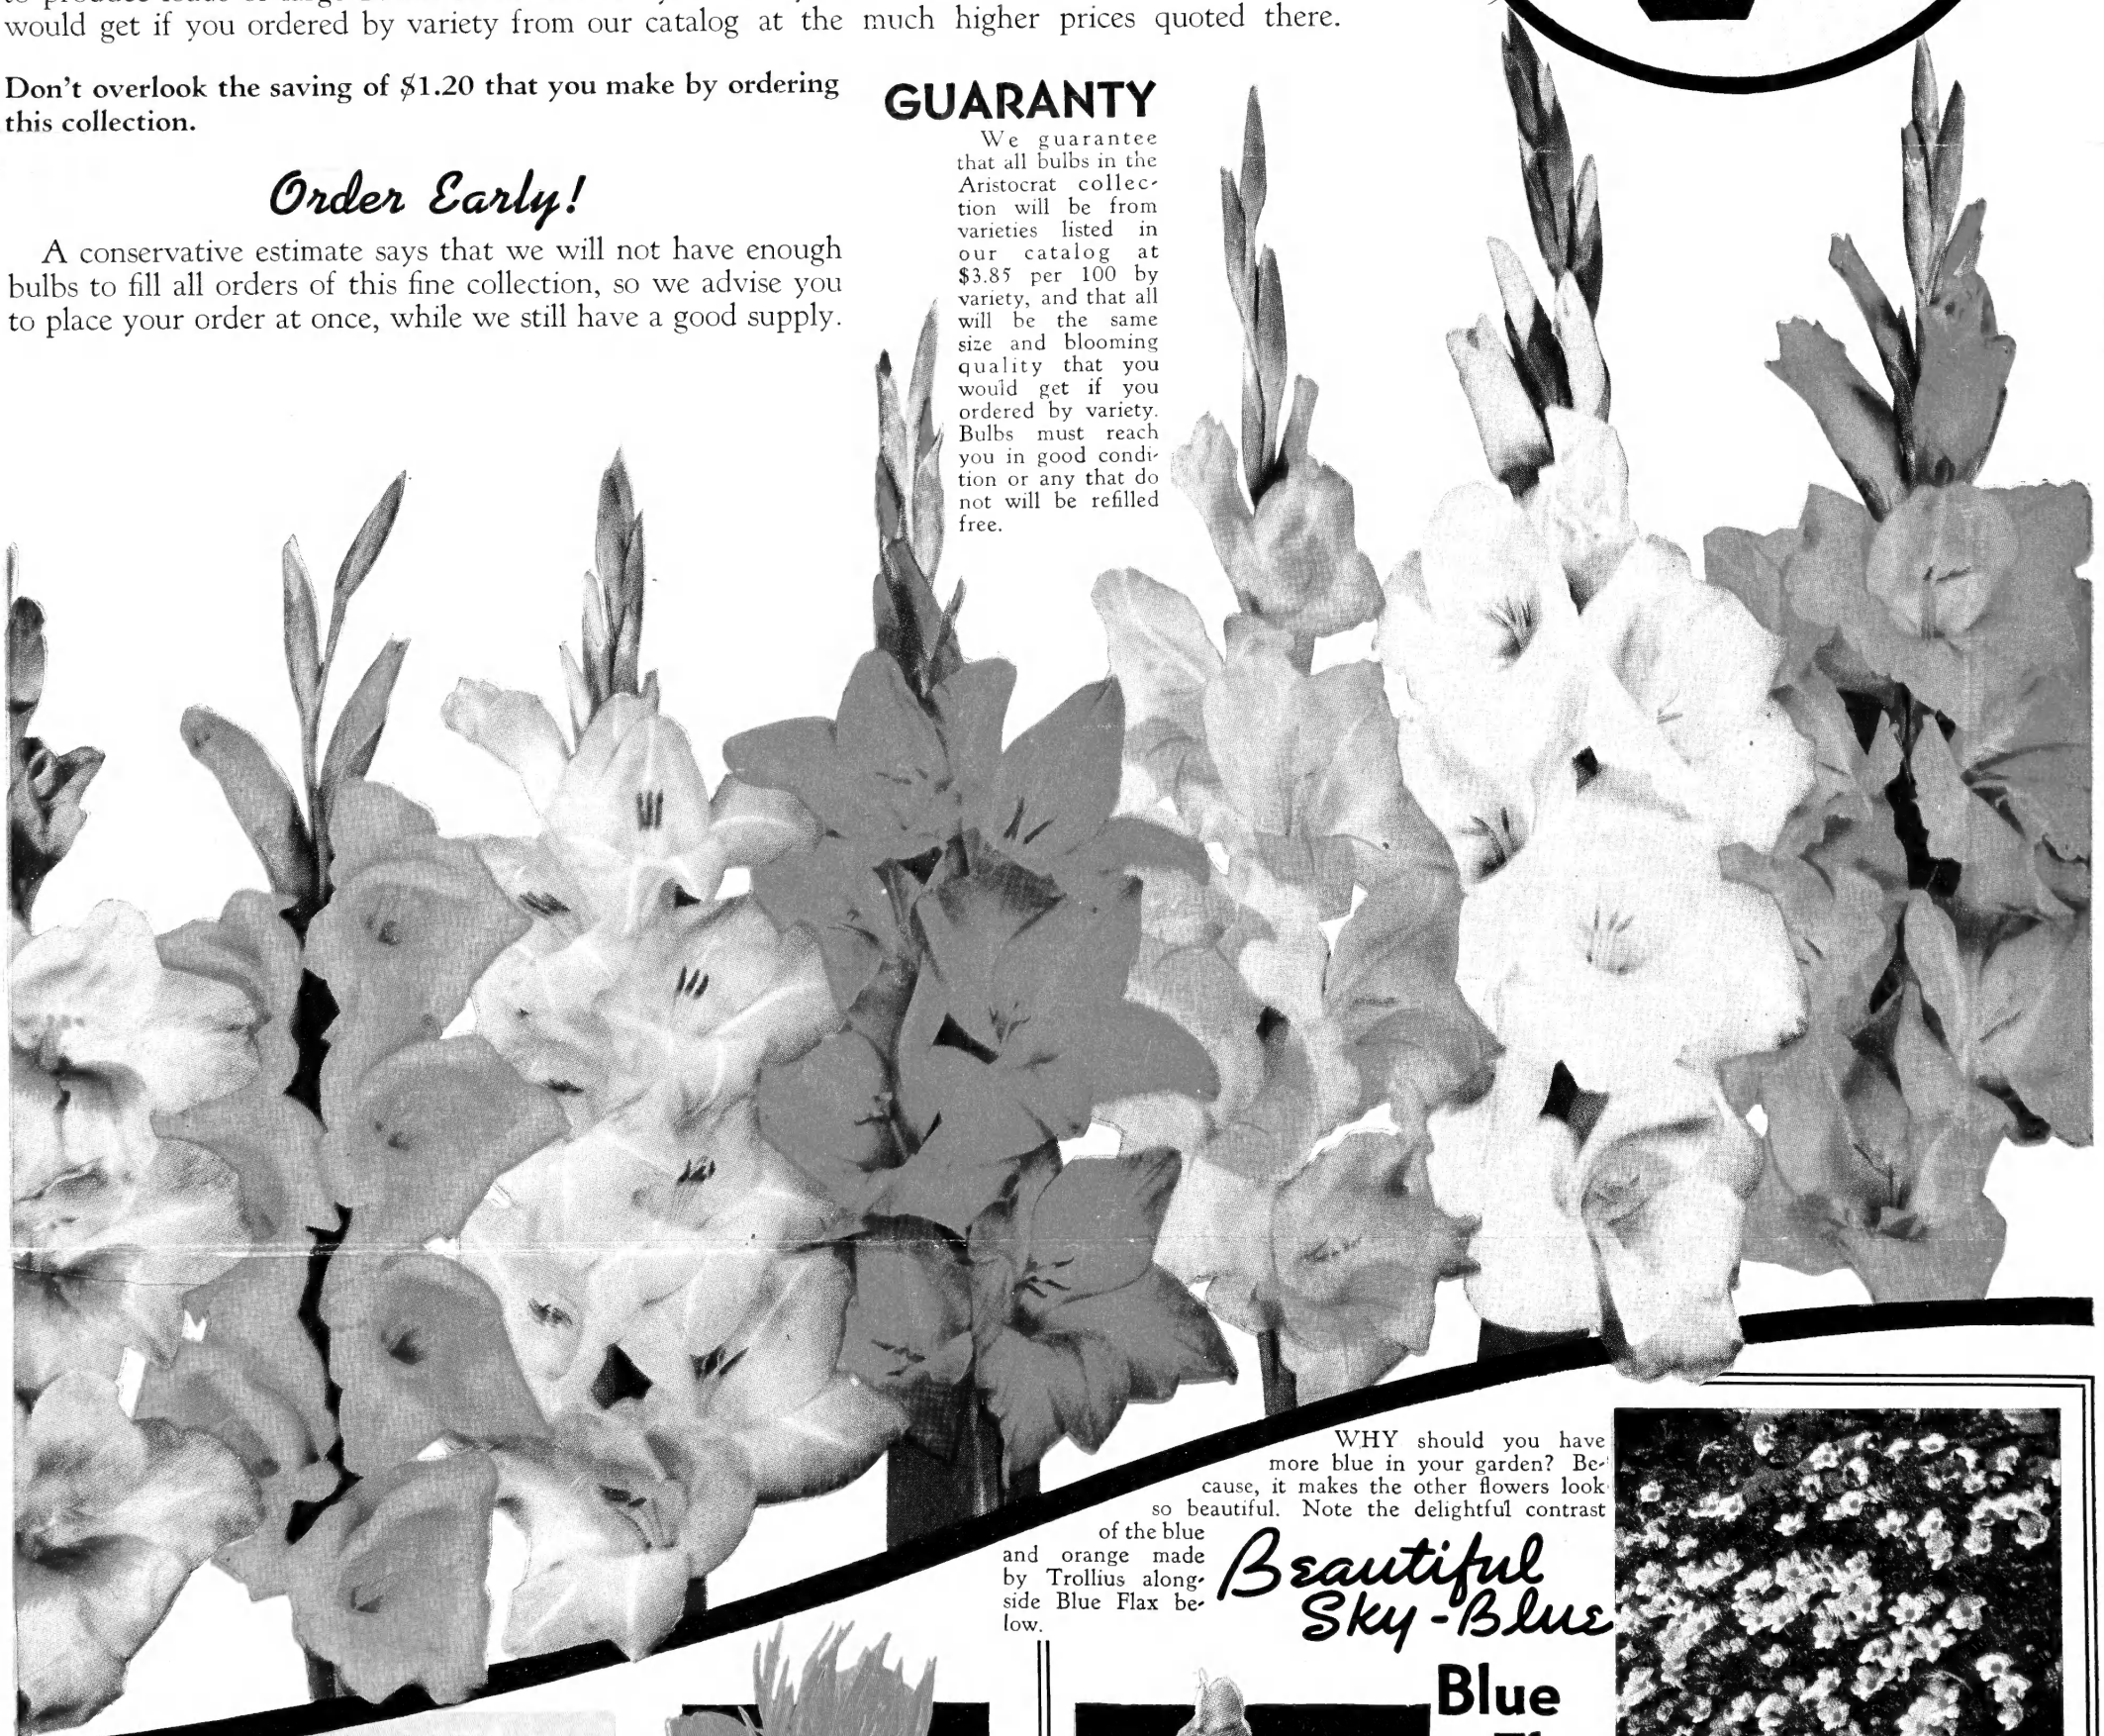 would get if you ordered by variety from our catalog at the much higher prices quoted there.
Don't overlook the saving of $1.20 that you make by ordering
this collection.
Order Early!
A conservative estimate says that we will not have enough
bulbs to fill all orders of this fine collection, so we advise you
to place your order at once, while we still have a good supply.
GUARANTY
We guarantee
that all bulbs in the
Aristocrat collec-
tion will be from
varieties listed in
our catalog at
$3.85 per 100 by
variety, and that all
will be the same
size and blooming
quality that you
would get if you
ordered by variety.
Bulbs must reach
you in good condi-
tion or any that do
not will be refilled
free.
WHY should you have
more blue in your garden? Be-
cause, it makes the other flowers look
so beautiful. Note the delightful contrast
of the blue
and orange made
by Trollius along-
side Blue Flax be-
low.
Beautiful
Sky-Blue
Blue